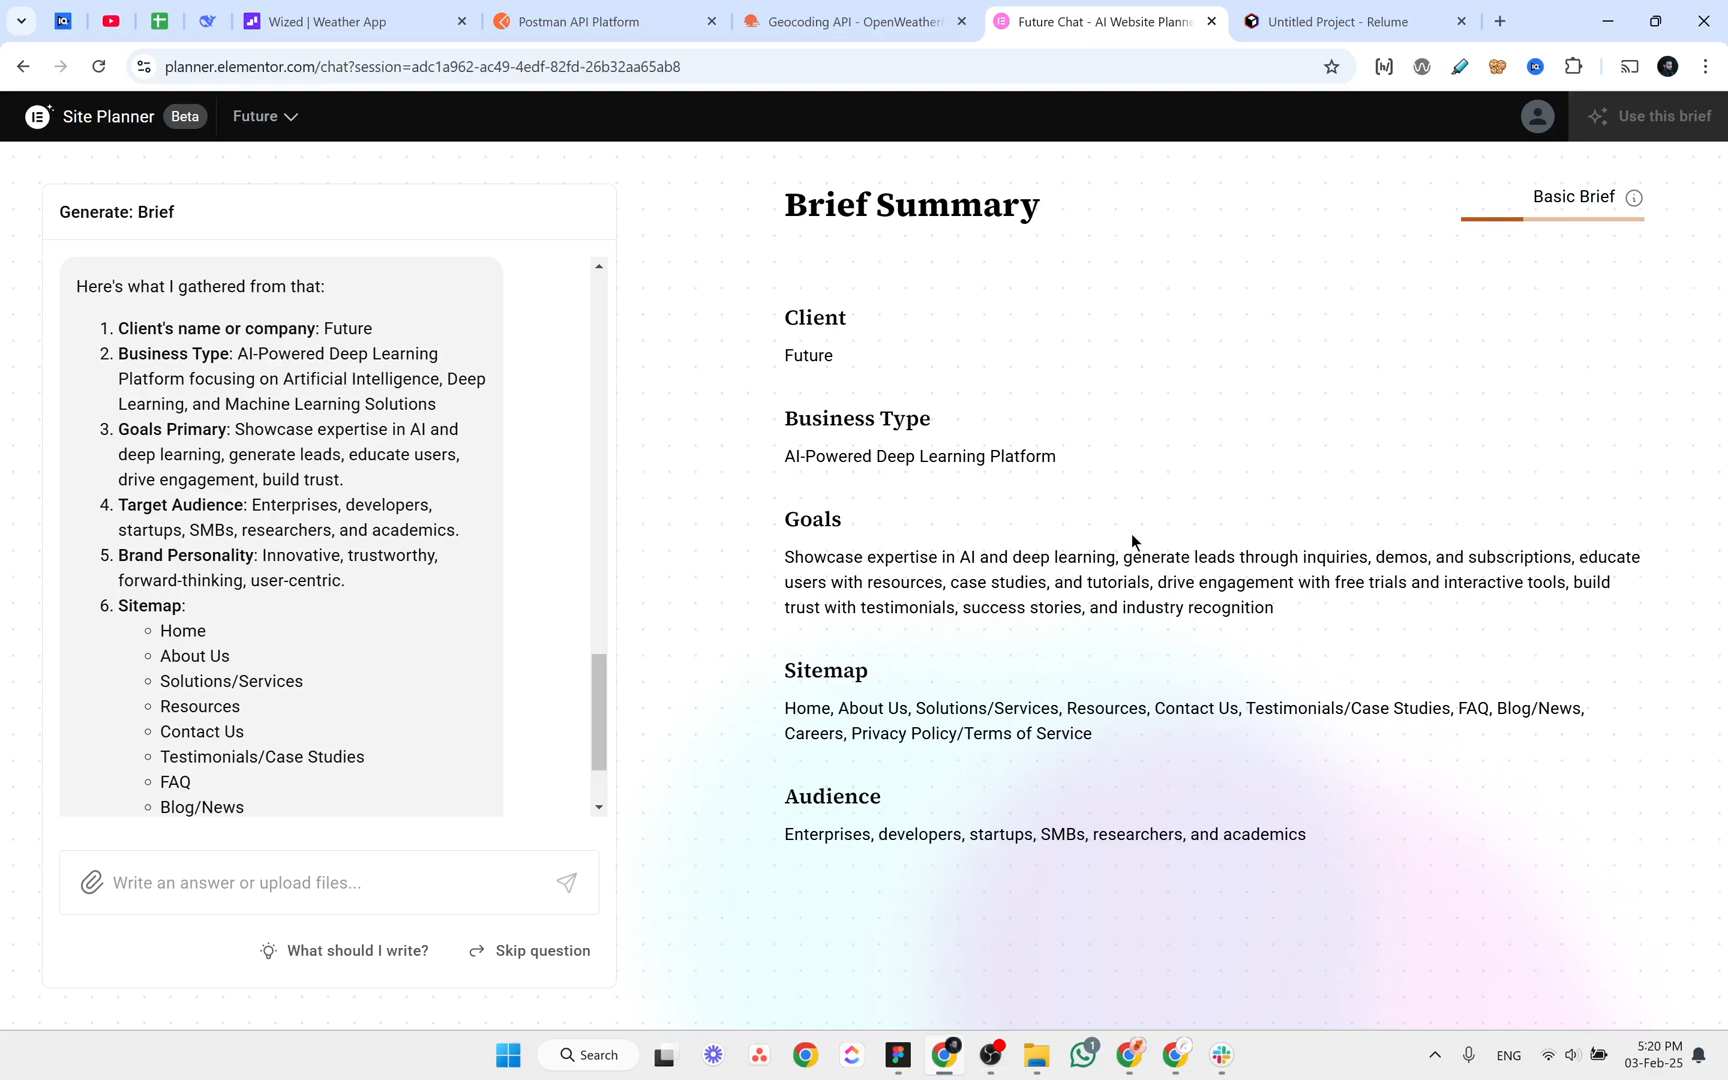 Wized | Weather App
Postman API Platform
Geocoding API - OpenWeather
Future Chat - AI Website Planne
Untitled Project - Relume
planner.elementor.com/chat?session=adc1a962-ac49-4edf-82fd-26b32aa65ab8
Site Planner
Beta
Future
Use this brief
Generate: Brief
Here's what I gathered from that:
1. Client's name or company: Future
2. Business Type: AI-Powered Deep Learning
Platform focusing on Artificial Intelligence, Deep
Learning, and Machine Learning Solutions
3. Goals Primary: Showcase expertise in AI and
deep learning, generate leads, educate users,
drive engagement, build trust.
4. Target Audience: Enterprises, developers,
startups, SMBs, researchers, and academics.
5. Brand Personality: Innovative, trustworthy,
forward-thinking, user-centric.
6. Sitemap:
Home
About Us
Solutions/Services
Resources
Contact Us
Testimonials/Case Studies
FAQ
Blog/News
Write an answer or upload files...
What should I write?
Skip question
Brief Summary
Basic Brief
Client
Future
Business Type
AI-Powered Deep Learning Platform
Goals
Showcase expertise in AI and deep learning, generate leads through inquiries, demos, and subscriptions, educate
users with resources, case studies, and tutorials, drive engagement with free trials and interactive tools, build
trust with testimonials, success stories, and industry recognition
Sitemap
Home, About Us, Solutions/Services, Resources, Contact Us, Testimonials/Case Studies, FAQ, Blog/News,
Careers, Privacy Policy/Terms of Service
Audience
Enterprises, developers, startups, SMBs, researchers, and academics
Search
1
ENG
5:20 PM
03-Feb-25